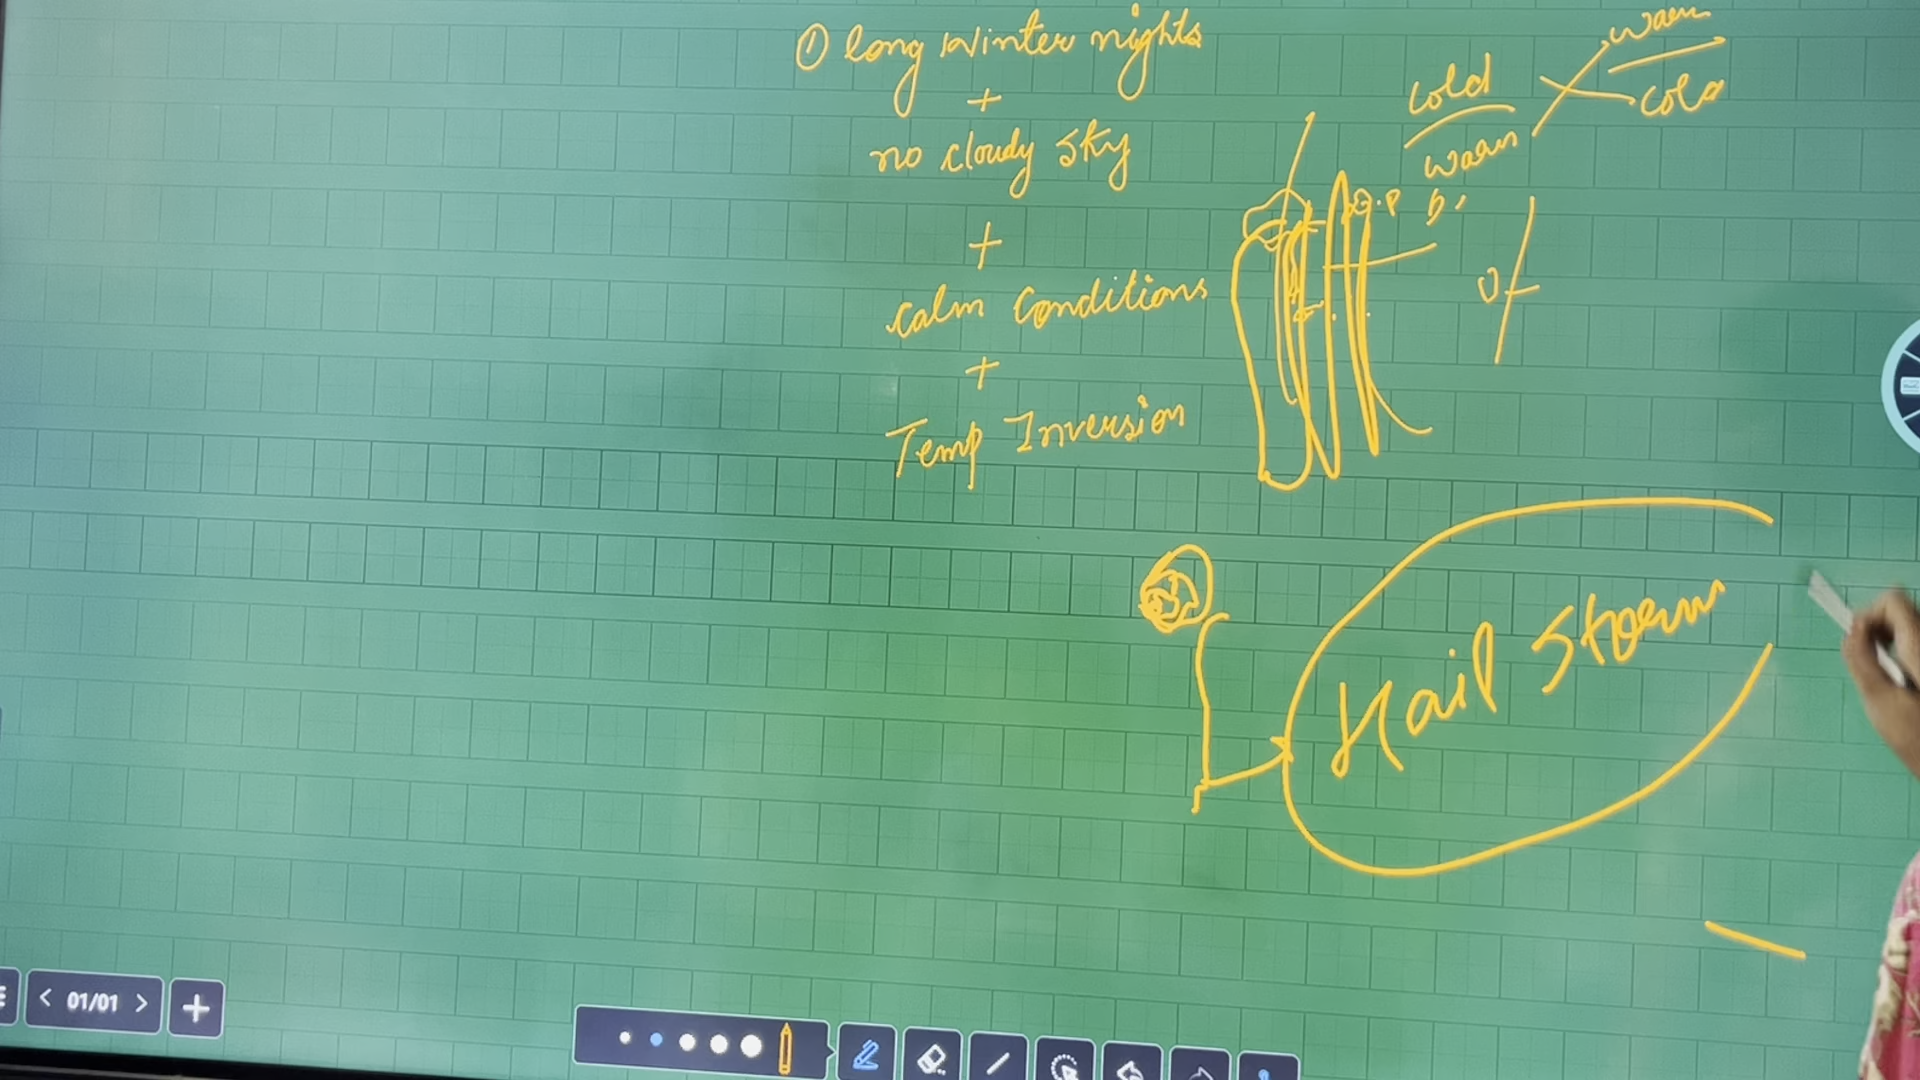 ① long winter nights
+
no cloudy sky
+
calm conditions
+
Temp Inversion
cold
warm
warm
cold
Hail Storm
01/01